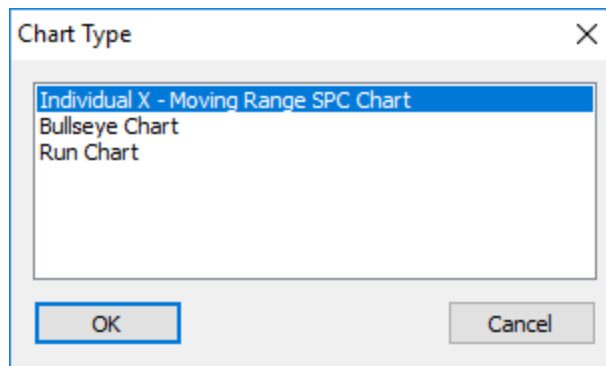 Chart Type
Individual X - Moving Range SPC Chart
Bullseye Chart
Run Chart
OK
Cancel